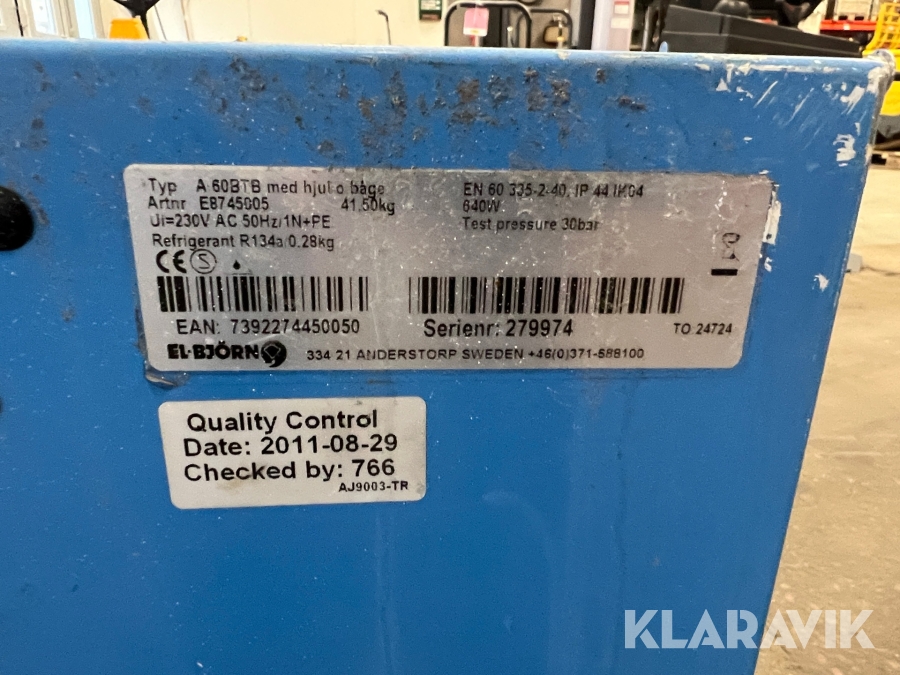 Typ A 60BTB med hjul o båge
Artnr E8745005 41.50kg
Ui=230V AC 50Hz/1N+PE
Refrigerant R134a 0.28kg
EN 60 335-2-40, IP 44 IK04
640W
Test pressure 30bar
CE S
EAN: 7392274450050
Serienr: 279974
TO 24724
EL·BJÖRN
334 21 ANDERSTORP SWEDEN +46(0)371-588100
Quality Control
Date: 2011-08-29
Checked by: 766
AJ9003-TR
KLARAVIK